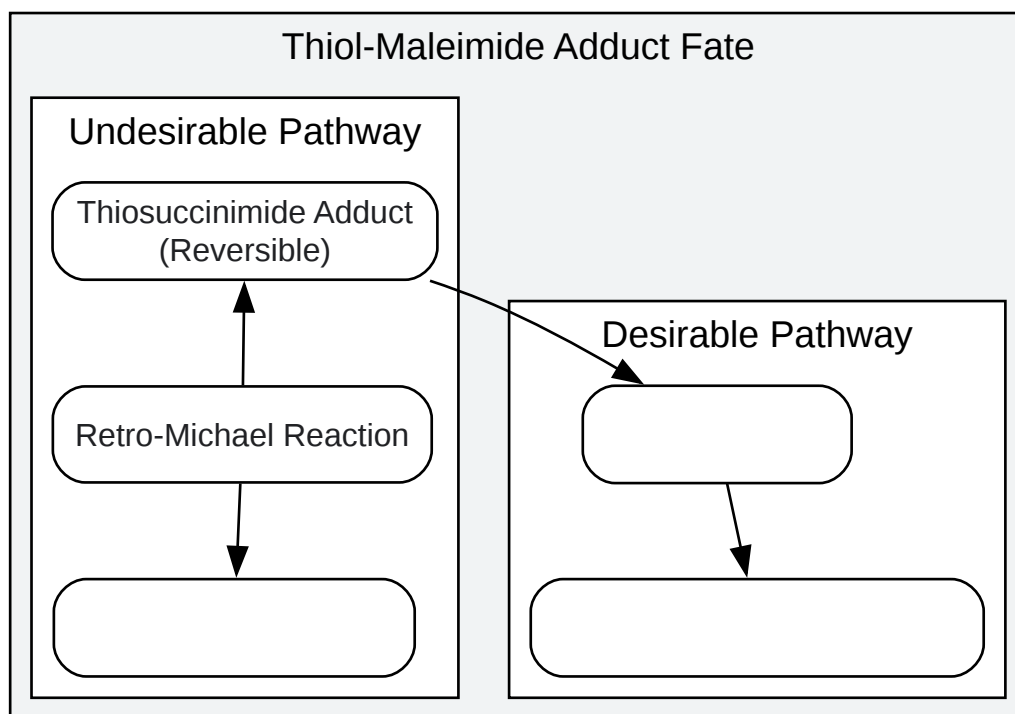 Thiol-Maleimide Adduct Fate
Undesirable Pathway
Thiosuccinimide Adduct
(Reversible)
Retro-Michael Reaction
Desirable Pathway